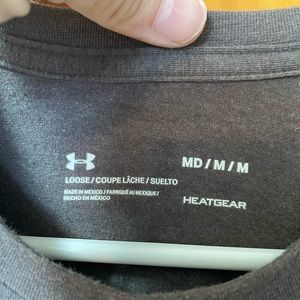 MD / M / M
LOOSE / COUPE LÂCHE / SUELTO
MADE IN MEXICO / FABRIQUÉ AU MEXIQUE /
HECHO EN MÉXICO
HEATGEAR